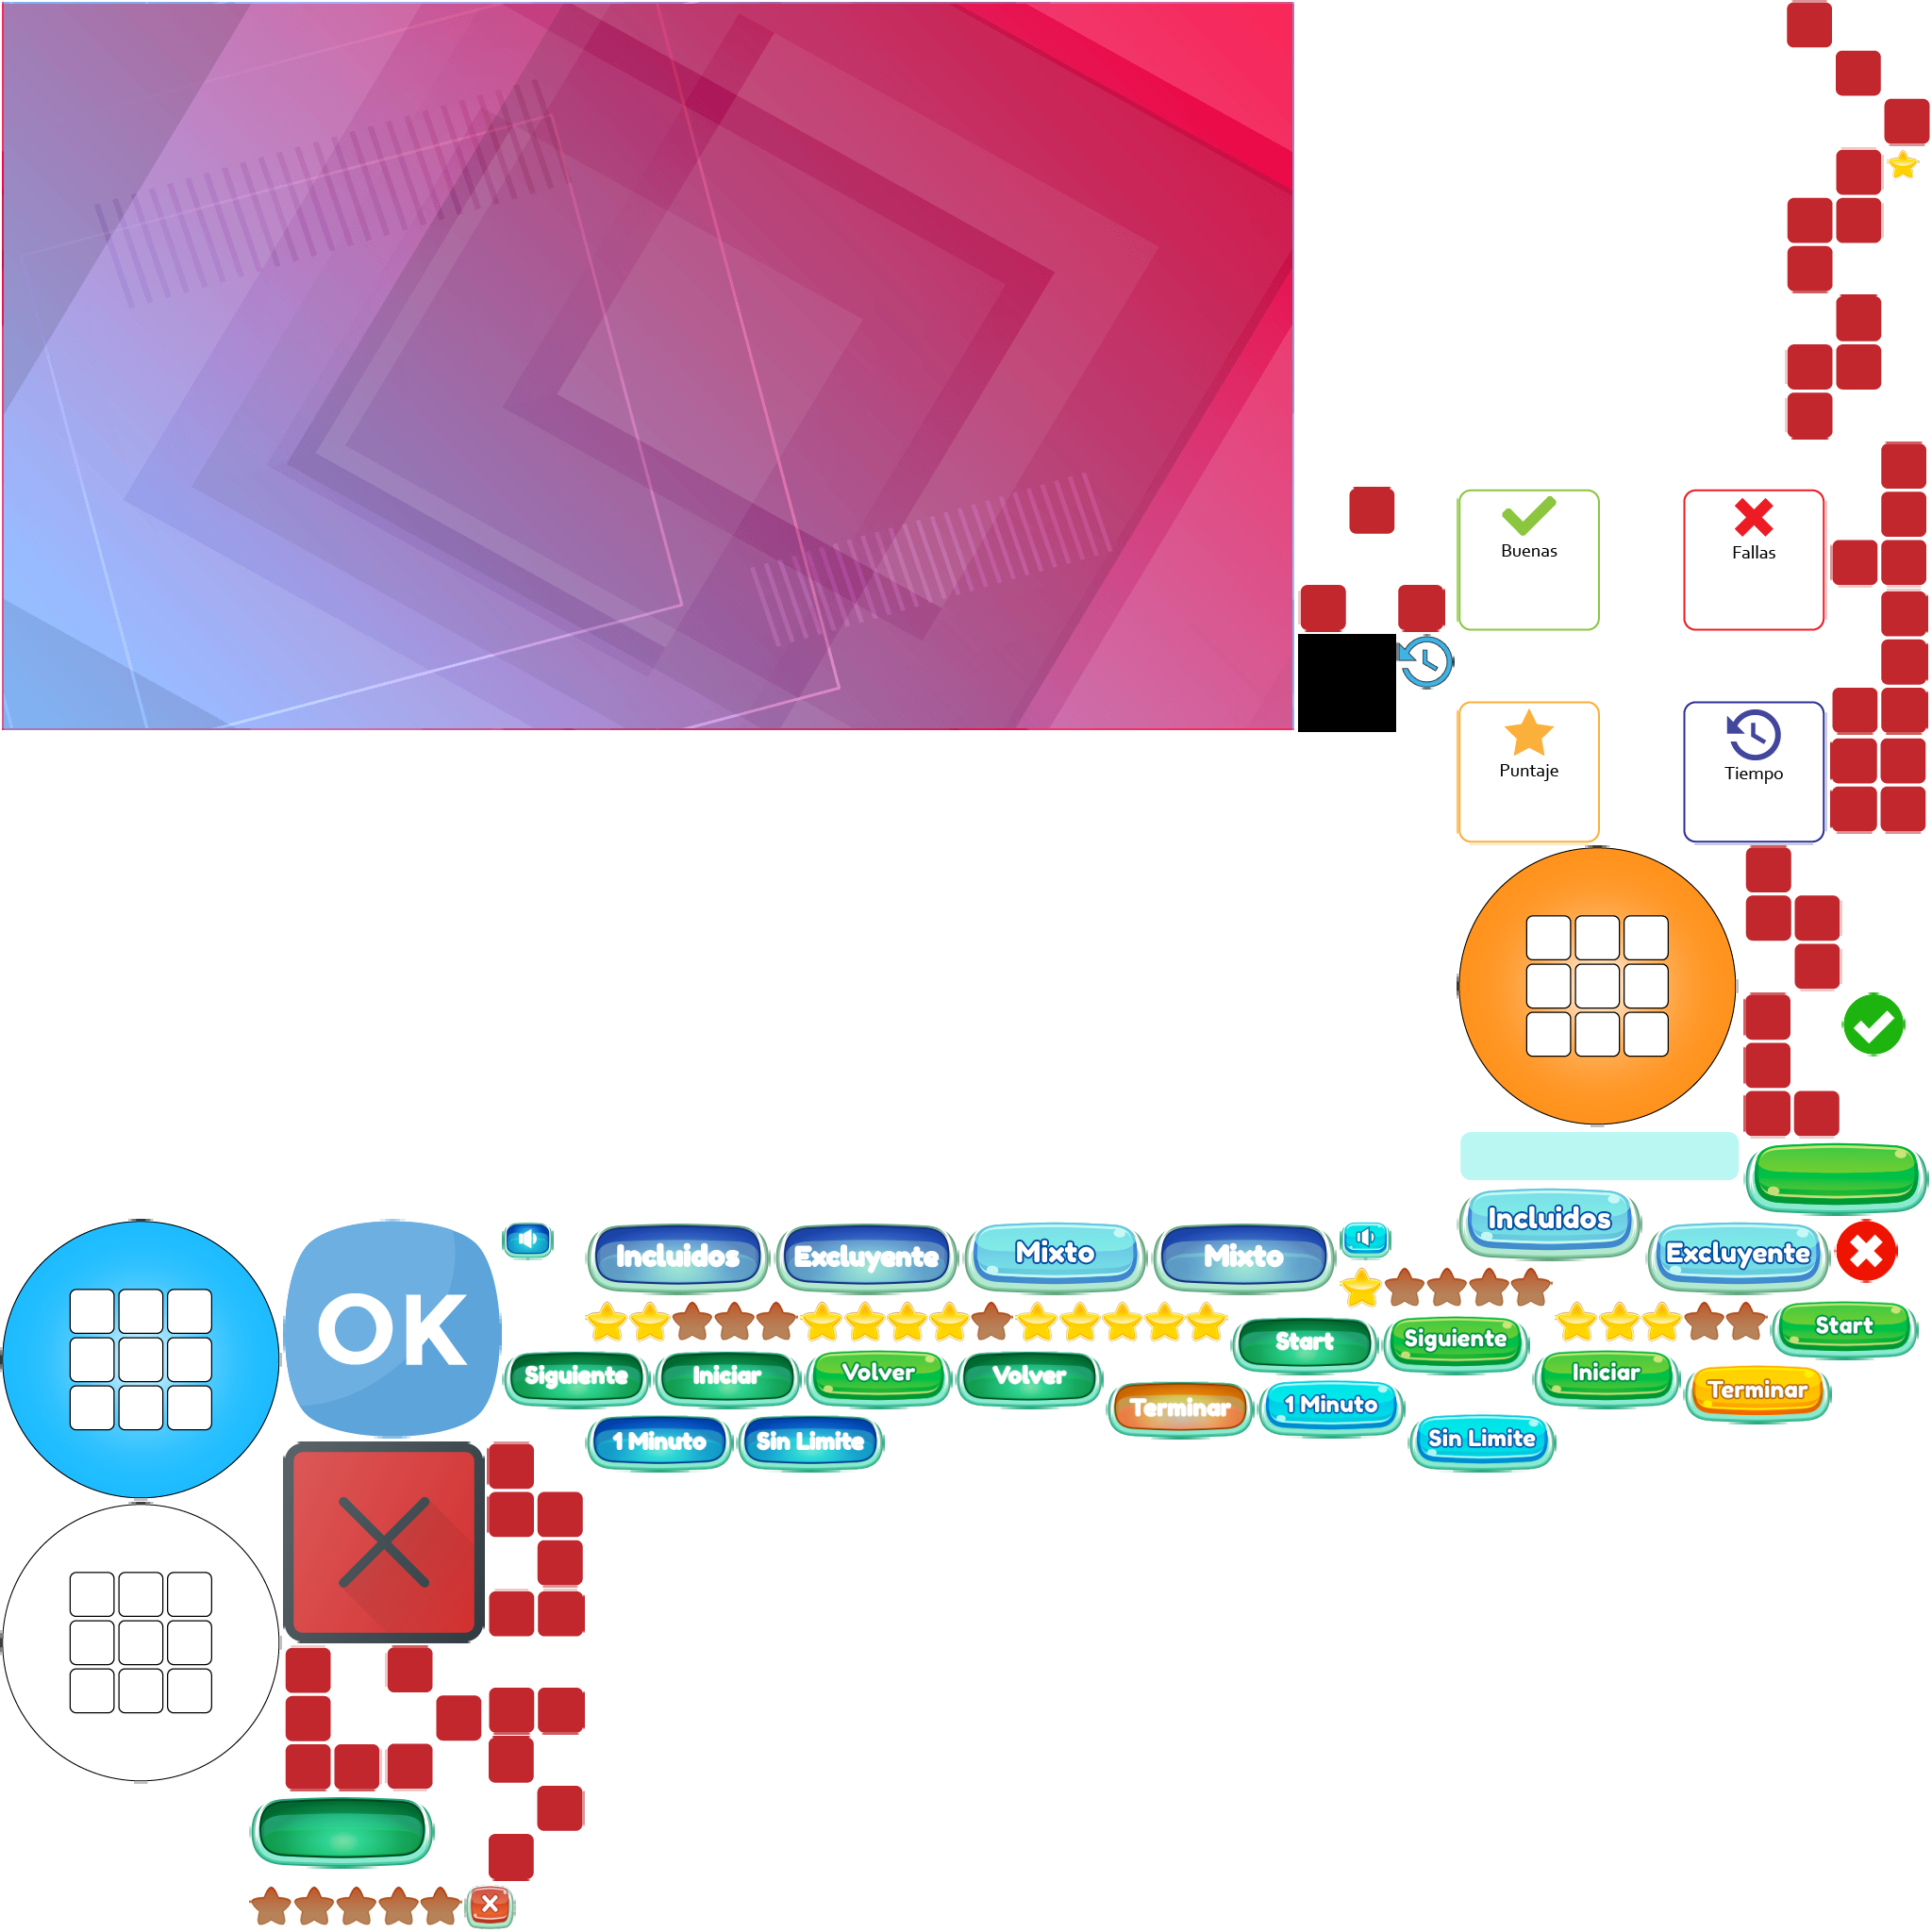 Buenas
Fallas
Puntaje
Tiempo
Incluidos
OK
Incluidos
Excluyente
Mixto
Mixto
Excluyente
Start
Siguiente
Start
Siguiente
Iniciar
Volver
Volver
Iniciar
Terminar
1 Minuto
Terminar
1 Minuto
Sin Limite
Sin Limite